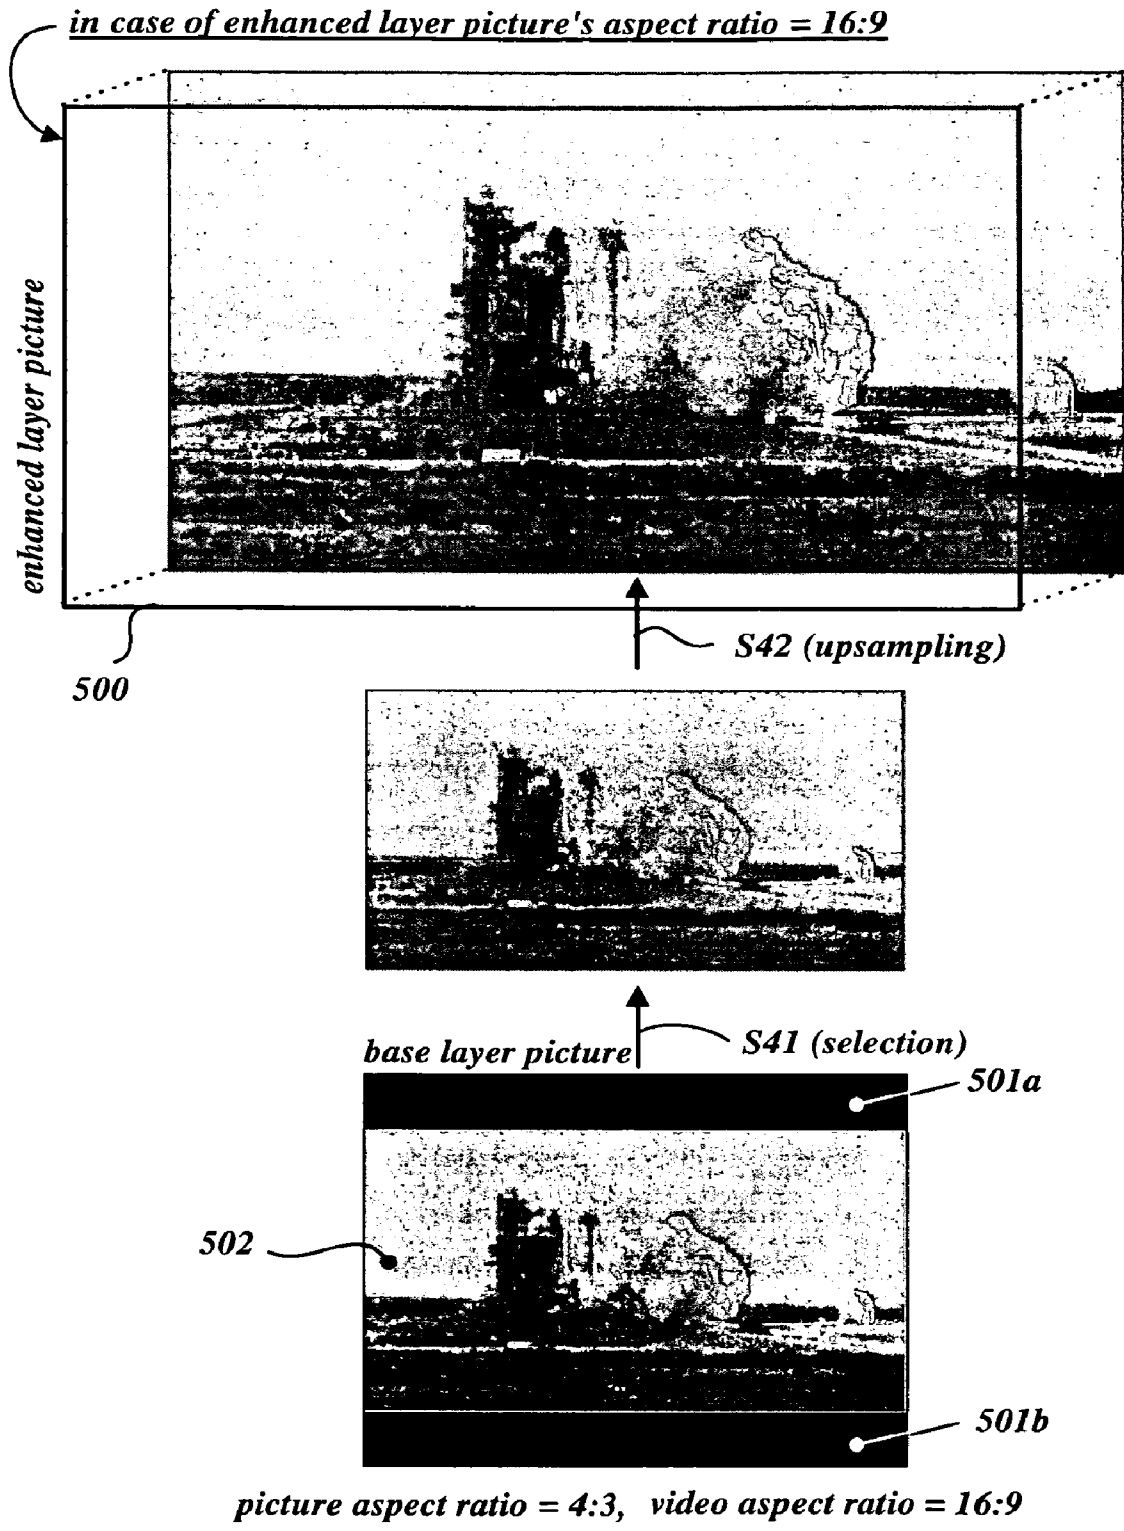 in case of enhanced layer picture's aspect ratio = 16:9
enhanced layer picture
S42 (upsampling)
500
S41 (selection)
base layer picture
501a
502
501b
picture aspect ratio = 4:3, video aspect ratio = 16:9